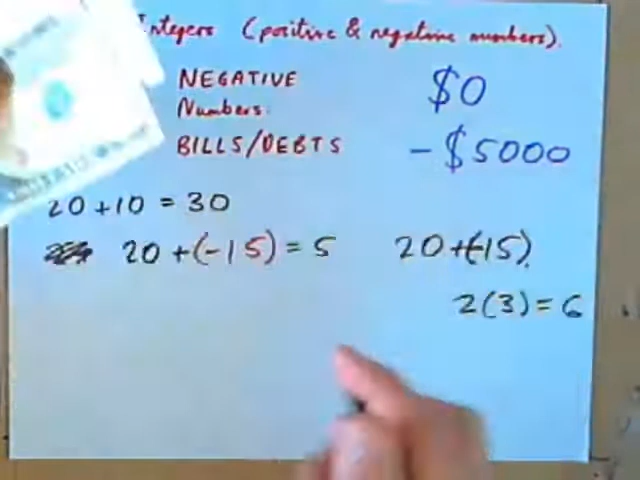 Integers (positive & negative numbers).
NEGATIVE
Numbers.
BILLS/DEBTS
$0
-$5000
20 + 10 = 30
20 + (-15) = 5
20 + (-15)
2(3) = 6